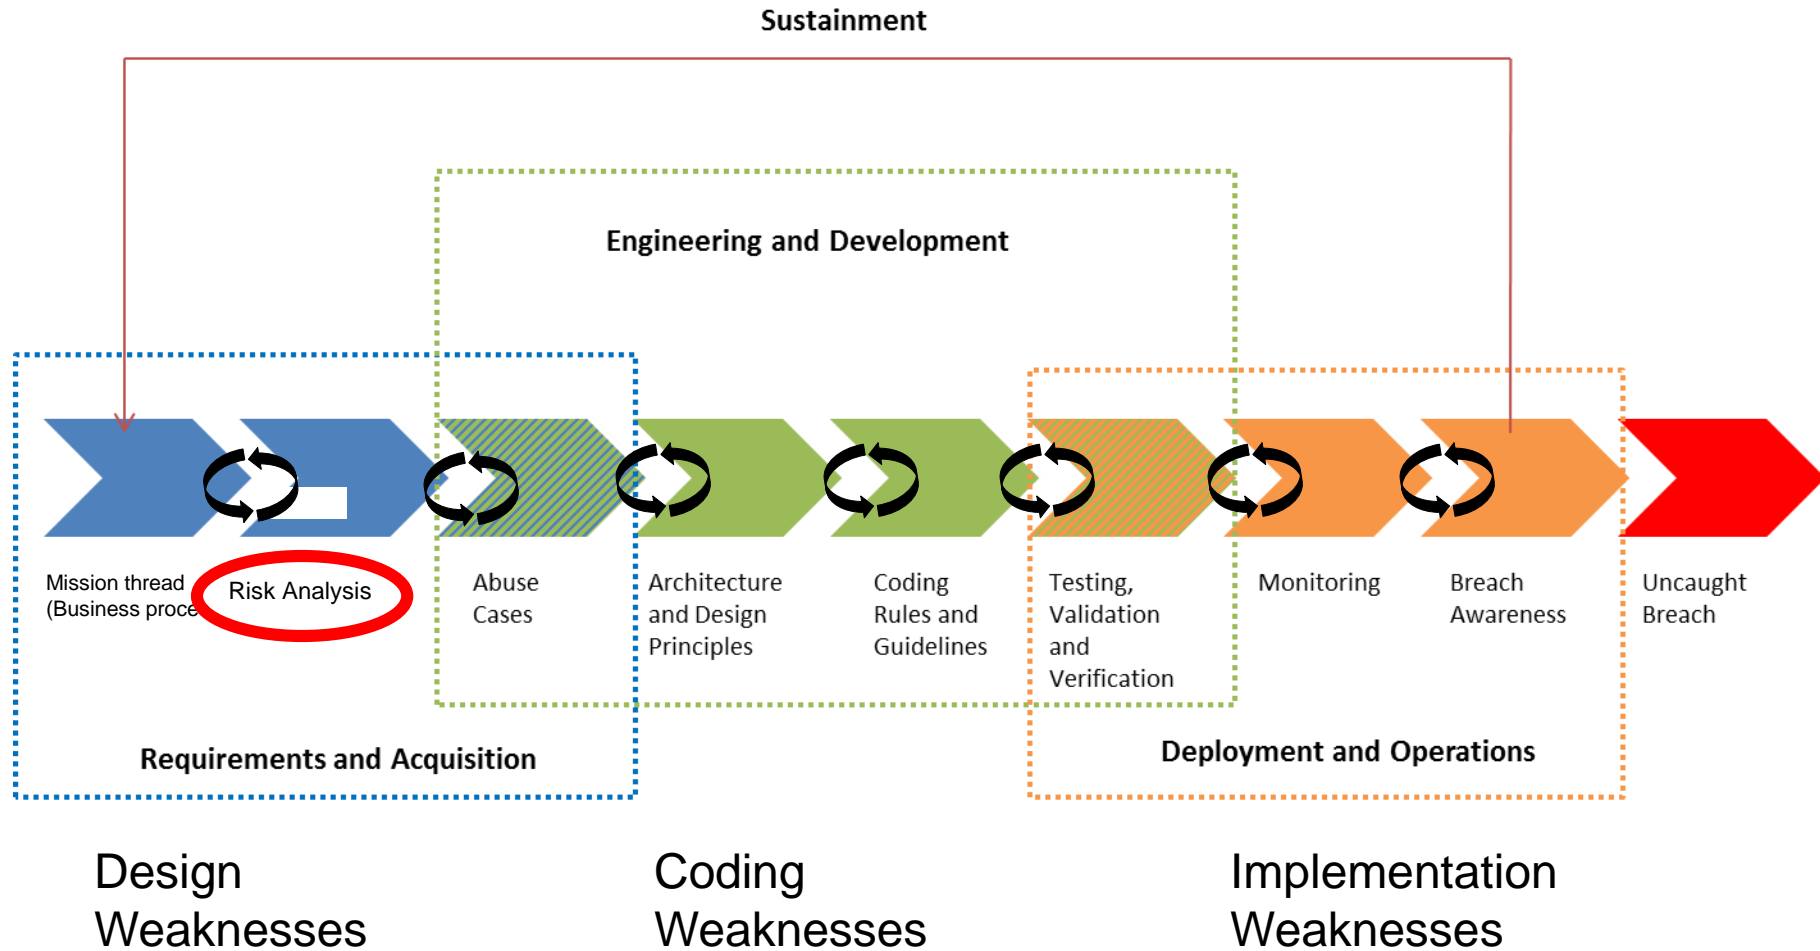 Sustainment
Engineering and Development
Mission thread
(Business proce
Risk Analysis
Abuse
Cases
Architecture
and Design
Principles
Coding
Rules and
Guidelines
Testing,
Validation
and
Verification
Monitoring
Breach
Awareness
Uncaught
Breach
Requirements and Acquisition
Deployment and Operations
Design
Weaknesses
Coding
Weaknesses
Implementation
Weaknesses